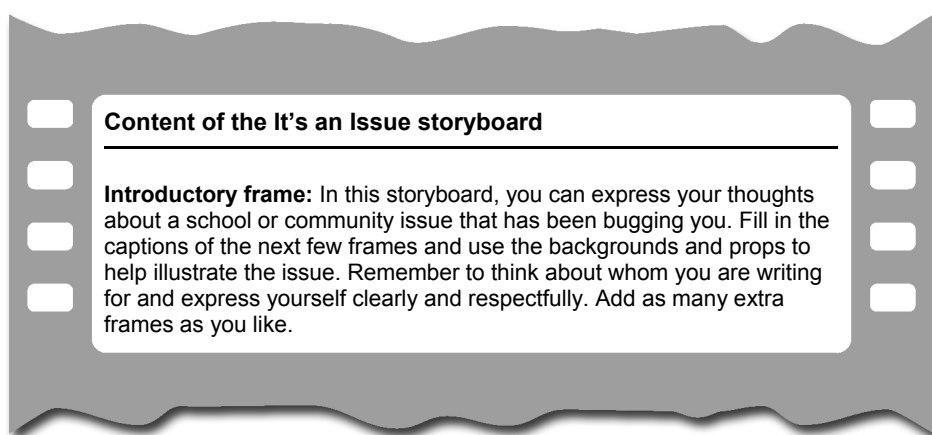 Content of the It's an Issue storyboard
Introductory frame: In this storyboard, you can express your thoughts
about a school or community issue that has been bugging you. Fill in the
captions of the next few frames and use the backgrounds and props to
help illustrate the issue. Remember to think about whom you are writing
for and express yourself clearly and respectfully. Add as many extra
frames as you like.